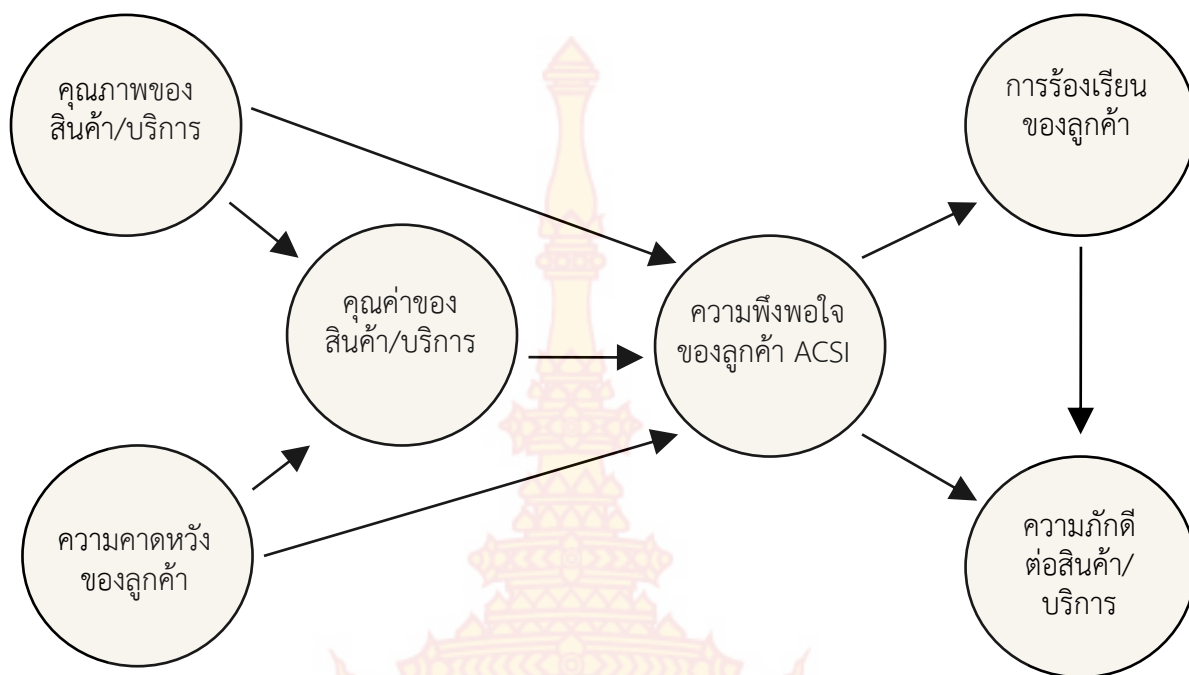 คุณภาพของ
สินค้า/บริการ
การร้องเรียน
ของลูกค้า
คุณค่าของ
สินค้า/บริการ
ความพึงพอใจ
ของลูกค้า ACSI
ความคาดหวัง
ของลูกค้า
ความภักดี
ต่อสินค้า/
บริการ